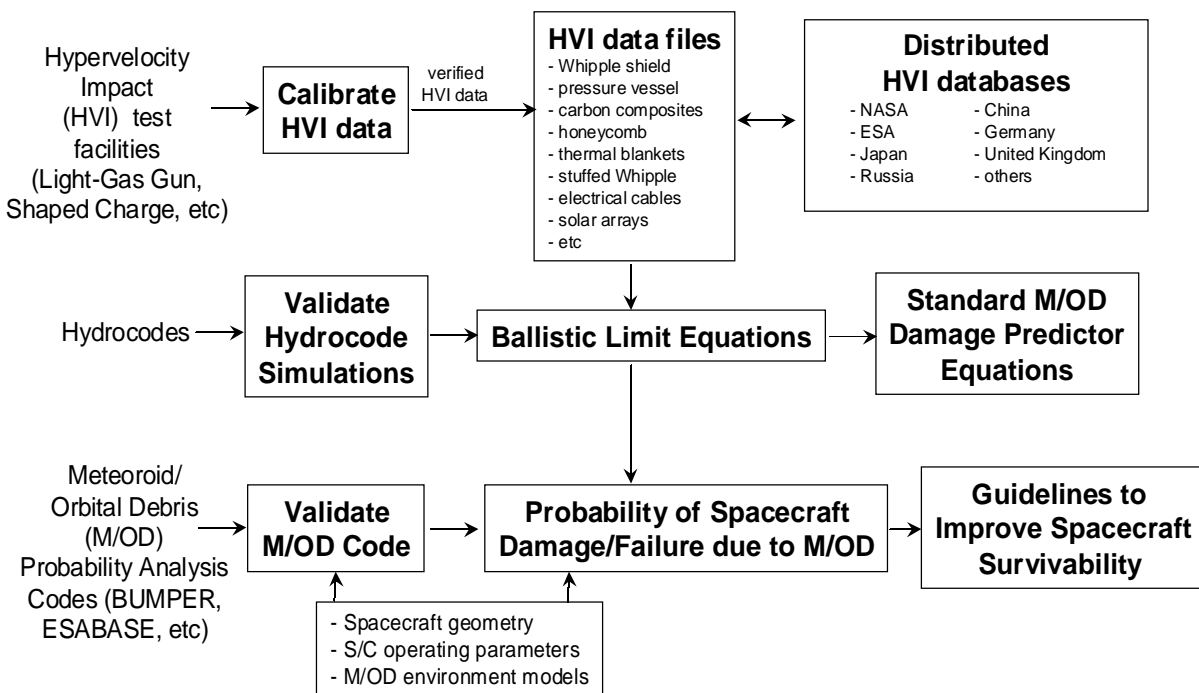 Hypervelocity
Impact
(HVI) test
facilities
(Light-Gas Gun,
Shaped Charge, etc)
Calibrate
HVI data
verified
HVI data
HVI data files
- Whipple shield
- pressure vessel
- carbon composites
- honeycomb
- thermal blankets
- stuffed Whipple
- electrical cables
- solar arrays
- etc
Distributed
HVI databases
- NASA
- ESA
- Japan
- Russia
- China
- Germany
- United Kingdom
- others
Hydrocodes
Validate
Hydrocode
Simulations
Ballistic Limit Equations
Standard M/OD
Damage Predictor
Equations
Meteoroid/
Orbital Debris
(M/OD)
Probability Analysis
Codes (BUMPER,
ESABASE, etc)
Validate
M/OD Code
Probability of Spacecraft
Damage/Failure due to M/OD
Guidelines to
Improve Spacecraft
Survivability
- Spacecraft geometry
- S/C operating parameters
- M/OD environment models